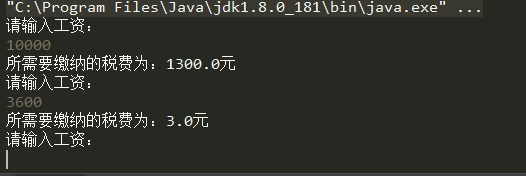 "C:\Program Files\Java\jdk1.8.0_181\bin\java.exe" ...
请输入工资：
10000
所需要缴纳的税费为：1300.0元
请输入工资：
3600
所需要缴纳的税费为：3.0元
请输入工资：